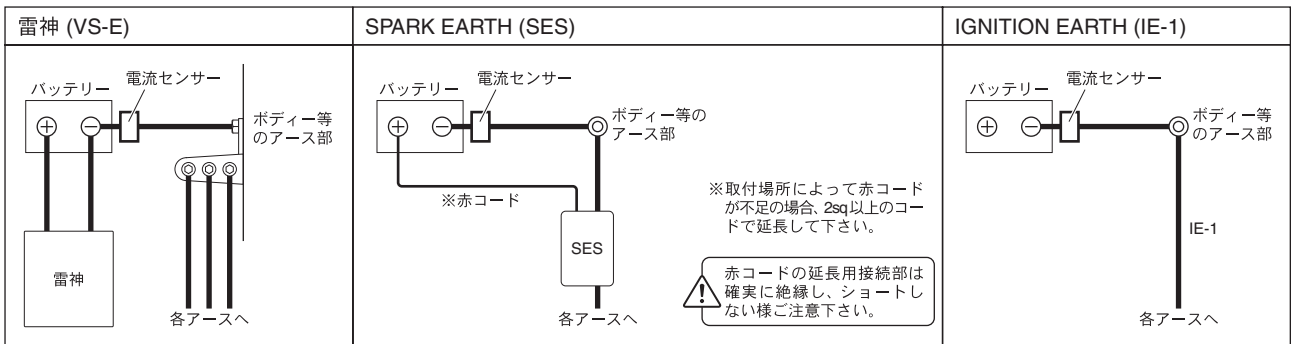 雷神 (VS-E)
バッテリー
電流センサー
ボディー等
のアース部
雷神
各アースへ
SPARK EARTH (SES)
バッテリー
電流センサー
ボディー等の
アース部
※赤コード
SES
各アースへ
※取付場所によって赤コード
が不足の場合、2sq以上のコー
ドで延長して下さい。
赤コードの延長用接続部は
確実に絶縁し、ショートし
ない様ご注意下さい。
IGNITION EARTH (IE-1)
バッテリー
電流センサー
ボディー等
のアース部
IE-1
各アースへ